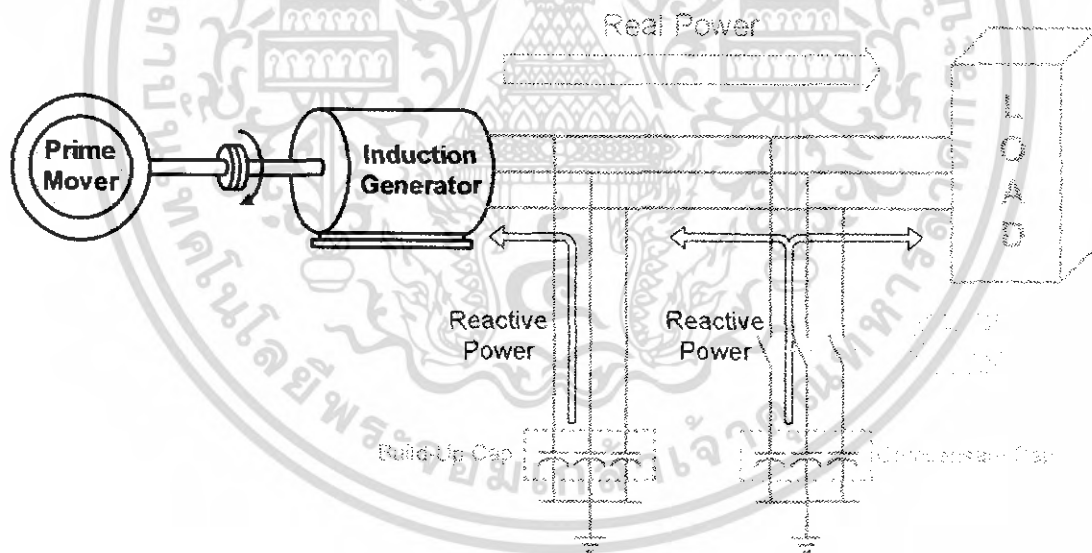 Real Power
Prime
Mover
Induction
Generator
LOAD
Reactive
Power
Reactive
Power
Build-Up Cap